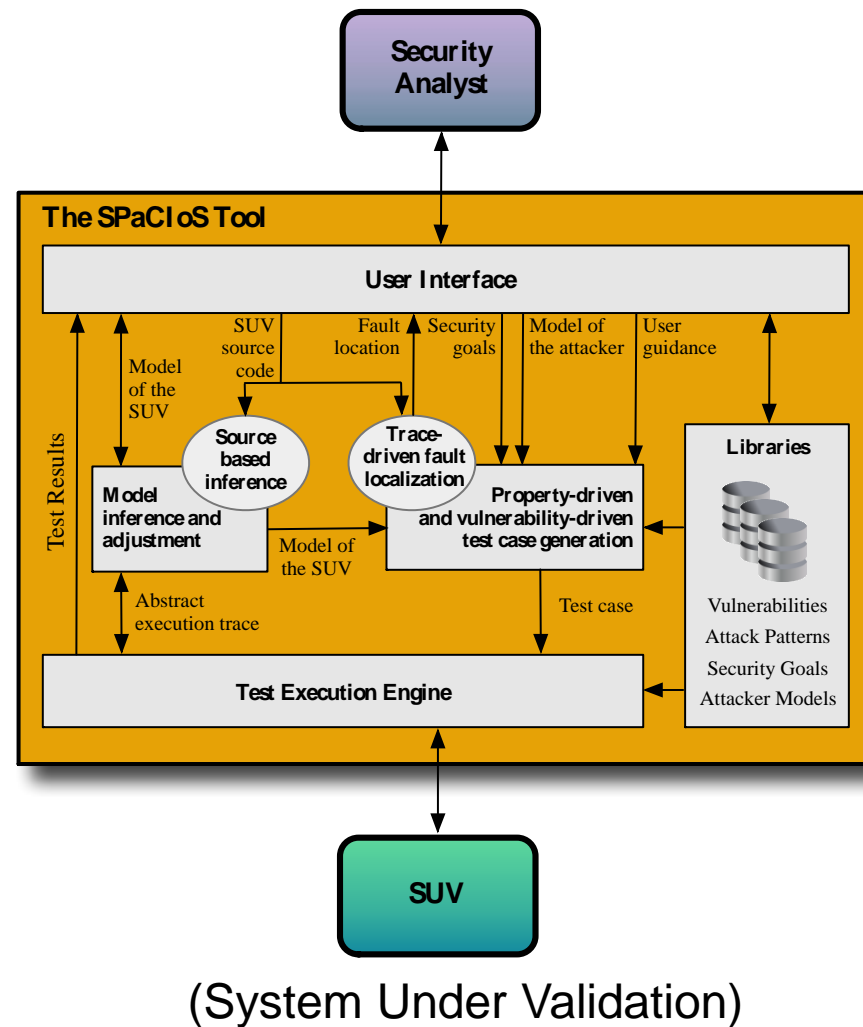 Security
Analyst
The SPaCIoS Tool
User Interface
SUV
source
code
Fault
location
Security
goals
Model of
the attacker
User
guidance
Model
of the
SUV
Test Results
Source
based
inference
Trace-
driven fault
localization
Libraries
Model
inference and
adjustment
Property-driven
and vulnerability-driven
test case generation
Model of
the SUV
Abstract
execution trace
Test case
Vulnerabilities
Attack Patterns
Security Goals
Attacker Models
Test Execution Engine
SUV
(System Under Validation)